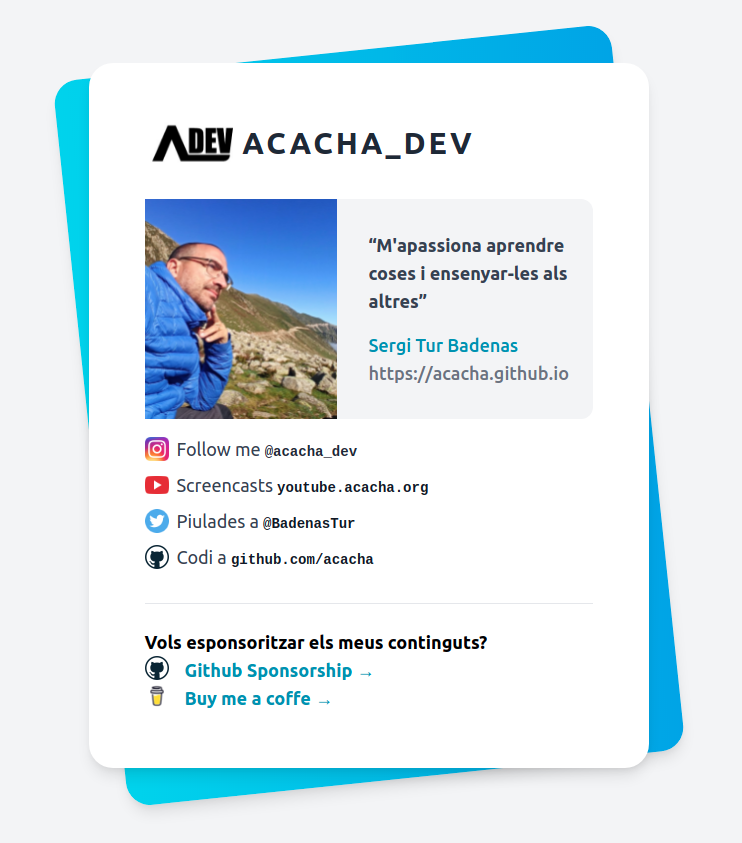 ADEV ACACHA_DEV
“M'apassiona aprendre
coses i ensenyar-les als
altres”
Sergi Tur Badenas
https://acacha.github.io
Follow me @acacha_dev
Screencasts youtube.acacha.org
Piulades a @BadenasTur
Codi a github.com/acacha
Vols esponsoritzar els meus continguts?
Github Sponsorship →
Buy me a coffe →